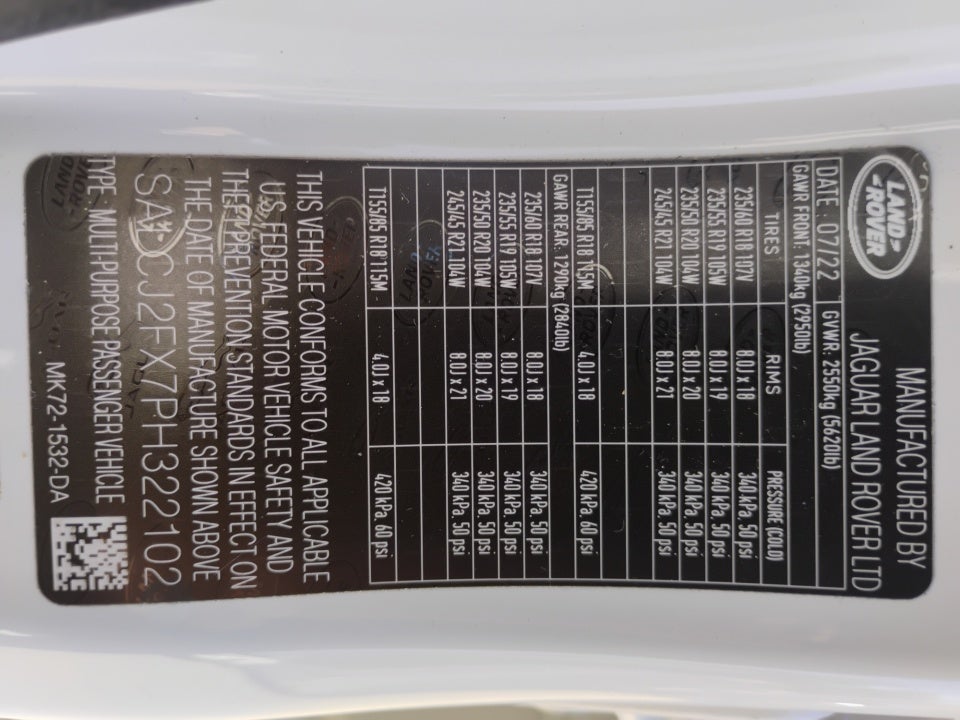 LAND
ROVER
MANUFACTURED BY
JAGUAR LAND ROVER LTD
DATE : 07/22 GVWR: 2550kg (5620lb)
GAWR FRONT: 1340kg (2950lb)
TIRES RIMS PRESSURE (COLD)
235/60 R18 107V 8.0J x 18 340 kPa, 50 psi
235/55 R19 105W 8.0J x 19 340 kPa, 50 psi
235/50 R20 104W 8.0J x 20 340 kPa, 50 psi
245/45 R21 104W 8.0J x 21 340 kPa, 50 psi
T155/85 R18 115M 4.0J x 18 420 kPa, 60 psi
GAWR REAR: 1290kg (2840lb)
235/60 R18 107V 8.0J x 18 340 kPa, 50 psi
235/55 R19 105W 8.0J x 19 340 kPa, 50 psi
235/50 R20 104W 8.0J x 20 340 kPa, 50 psi
245/45 R21 104W 8.0J x 21 340 kPa, 50 psi
T155/85 R18 115M 4.0J x 18 420 kPa, 60 psi
THIS VEHICLE CONFORMS TO ALL APPLICABLE
U.S. FEDERAL MOTOR VEHICLE SAFETY AND
THEFT PREVENTION STANDARDS IN EFFECT ON
THE DATE OF MANUFACTURE SHOWN ABOVE
TYPE : MULTI-PURPOSE PASSENGER VEHICLE
MK72-1532-DA